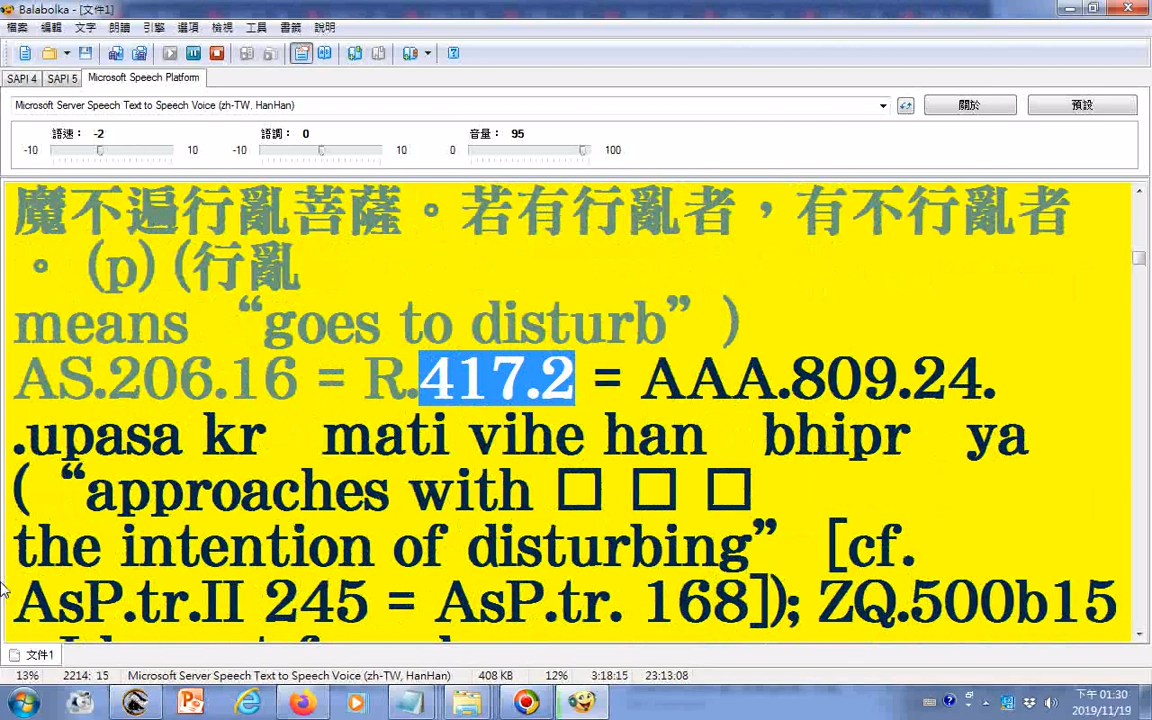 Balabolka - [文件1]
檔案 編輯 文字 朗讀 引擎 選項 檢視 工具 書籤 說明
SAPI 4 SAPI 5 Microsoft Speech Platform
Microsoft Server Speech Text to Speech Voice (zh-TW, HanHan) 關於 預設
語速： -2 語調： 0 音量： 95
-10 10 -10 10 0 100
魔不遍行亂菩薩。若有行亂者，有不行亂者
。 (p) (行亂
means “goes to disturb” )
AS.206.16 = R.417.2 = AAA.809.24.
.upasa kr mati vihe han bhipr ya
( “approaches with □ □ □
the intention of disturbing” [cf.
AsP.tr.II 245 = AsP.tr. 168]); ZQ.500b15
文件1
13% 2214: 15 Microsoft Server Speech Text to Speech Voice (zh-TW, HanHan) 408 KB 12% 3:18:15 23:13:08
下午 01:30
2019/11/19